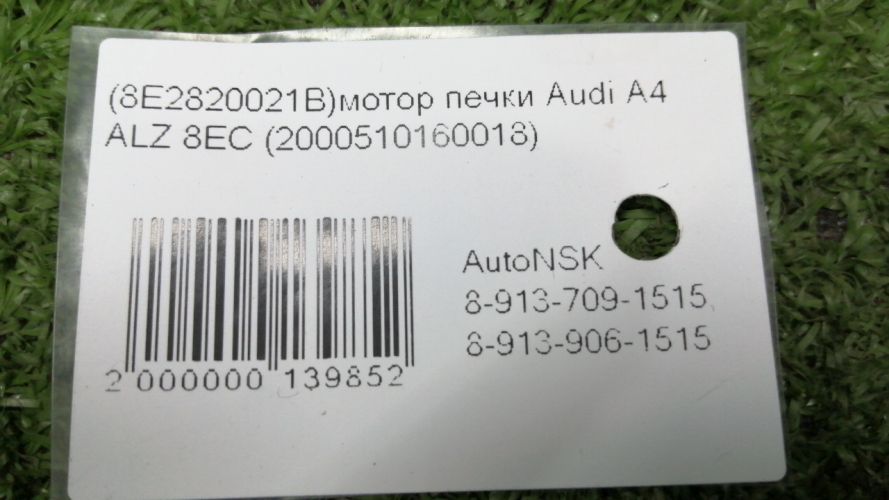 (8E2820021B)мотор печки Audi A4
ALZ 8EC (2000510160018)
AutoNSK
8-913-709-1515,
8-913-906-1515
2 000000 139852